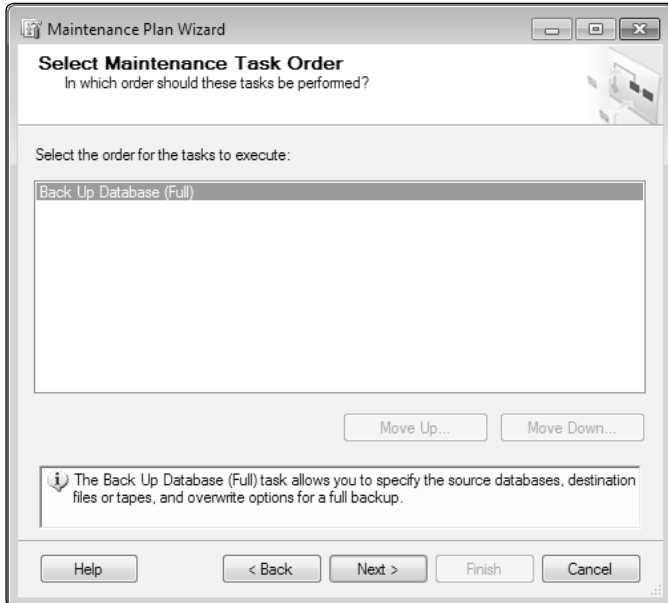 Maintenance Plan Wizard
Select Maintenance Task Order
In which order should these tasks be performed?
Select the order for the tasks to execute:
Back Up Database (Full)
Move Up... Move Down...
The Back Up Database (Full) task allows you to specify the source databases, destination
files or tapes, and overwrite options for a full backup.
Help < Back Next > Finish Cancel